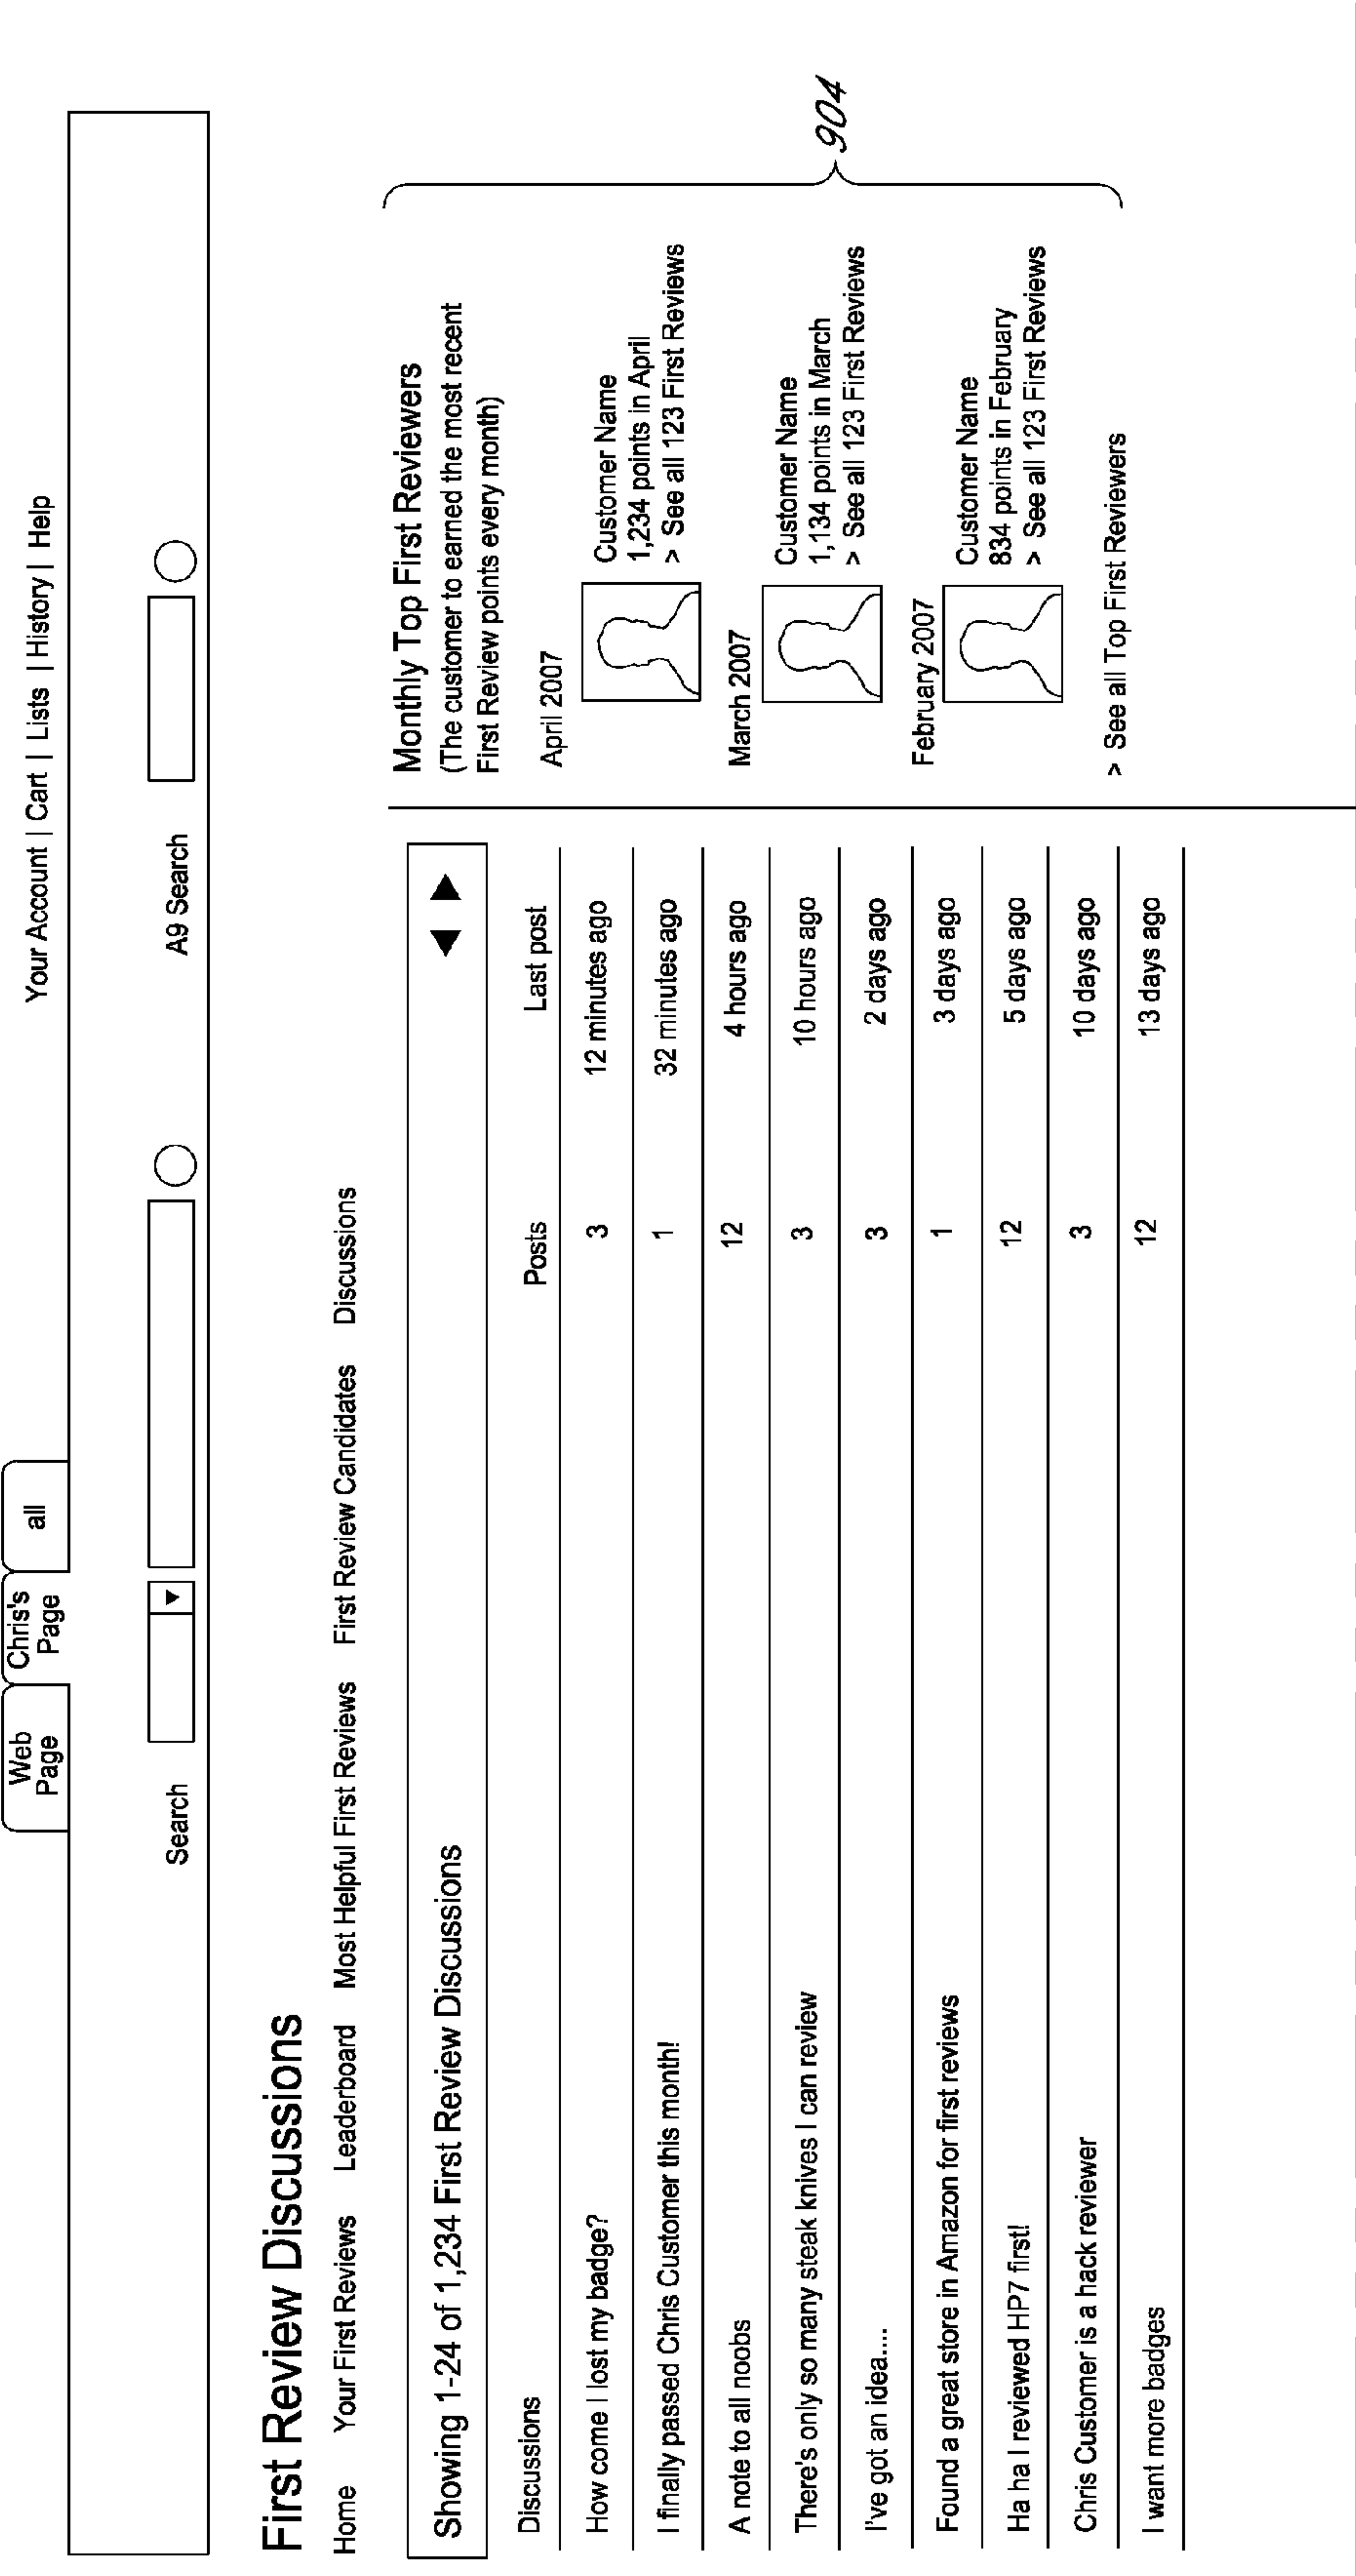 Your Account | Cart | Lists | History | Help
Web
Page
Chris's
Page
all
Search
A9 Search
First Review Discussions
Home Your First Reviews Leaderboard Most Helpful First Reviews First Review Candidates Discussions
Showing 1-24 of 1,234 First Review Discussions
Discussions Posts Last post
How come I lost my badge? 3 12 minutes ago
I finally passed Chris Customer this month! 1 32 minutes ago
A note to all noobs 12 4 hours ago
There's only so many steak knives I can review 3 10 hours ago
I've got an idea.... 3 2 days ago
Found a great store in Amazon for first reviews 1 3 days ago
Ha ha I reviewed HP7 first! 12 5 days ago
Chris Customer is a hack reviewer 3 10 days ago
I want more badges 12 13 days ago
Monthly Top First Reviewers
(The customer to earned the most recent
First Review points every month)
April 2007
Customer Name
1,234 points in April
> See all 123 First Reviews
March 2007
Customer Name
1,134 points in March
> See all 123 First Reviews
February 2007
Customer Name
834 points in February
> See all 123 First Reviews
> See all Top First Reviewers
904